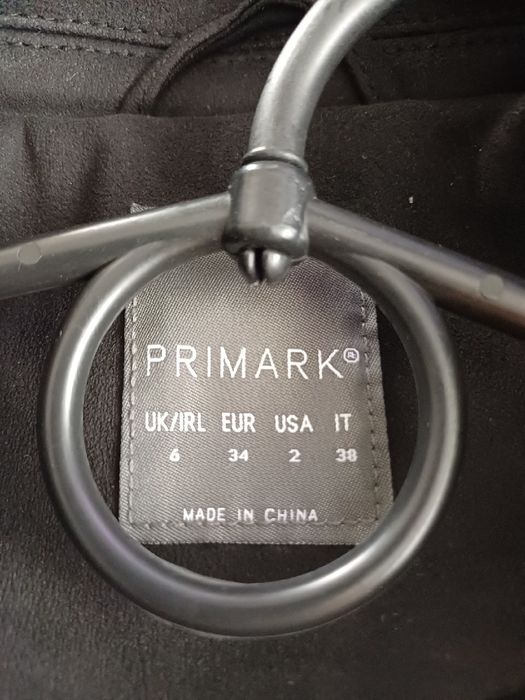 PRIMARK®
UK/IRL EUR USA IT
6 34 2 38
MADE IN CHINA